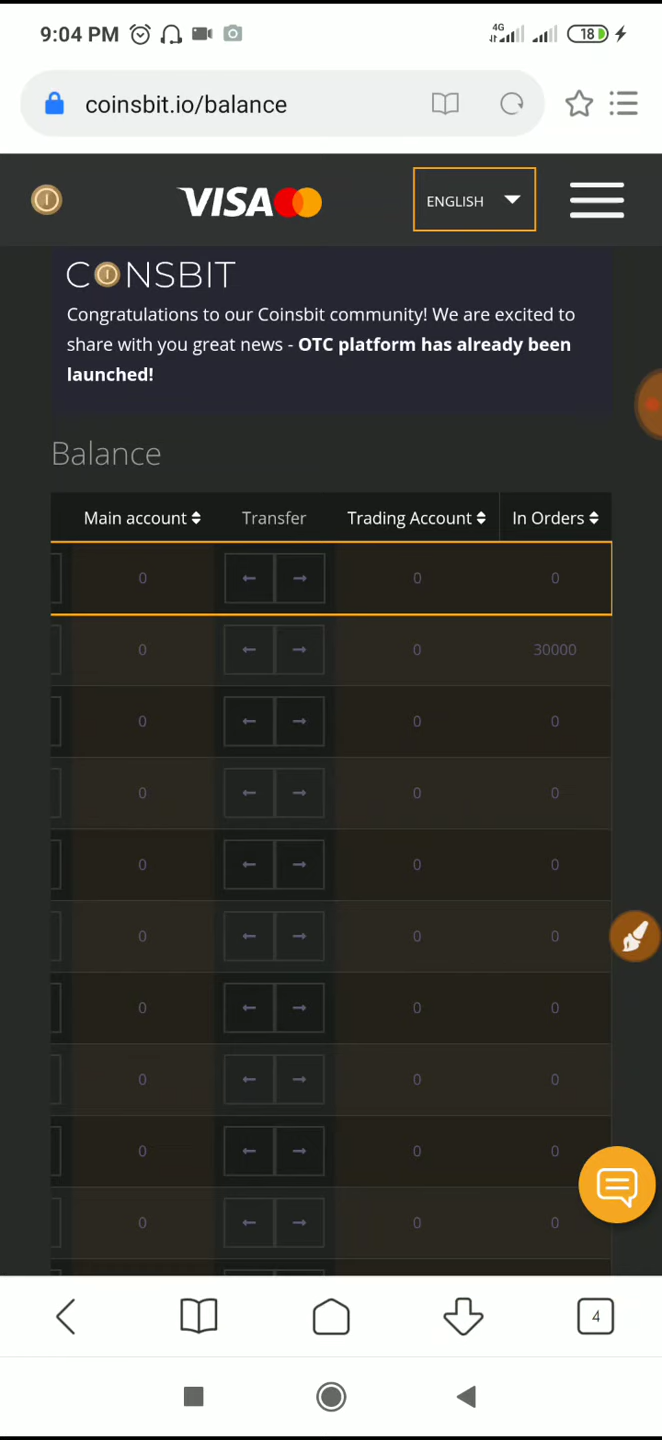 9:04 PM 4G 18
coinsbit.io/balance
VISA ENGLISH
COINSBIT
Congratulations to our Coinsbit community! We are excited to
share with you great news - OTC platform has already been
launched!
Balance
Main account Transfer Trading Account In Orders
0 ← → 0 0
0 ← → 0 30000
0 ← → 0 0
0 ← → 0 0
0 ← → 0 0
0 ← → 0 0
0 ← → 0 0
0 ← → 0 0
0 ← → 0 0
0 ← → 0 0
4